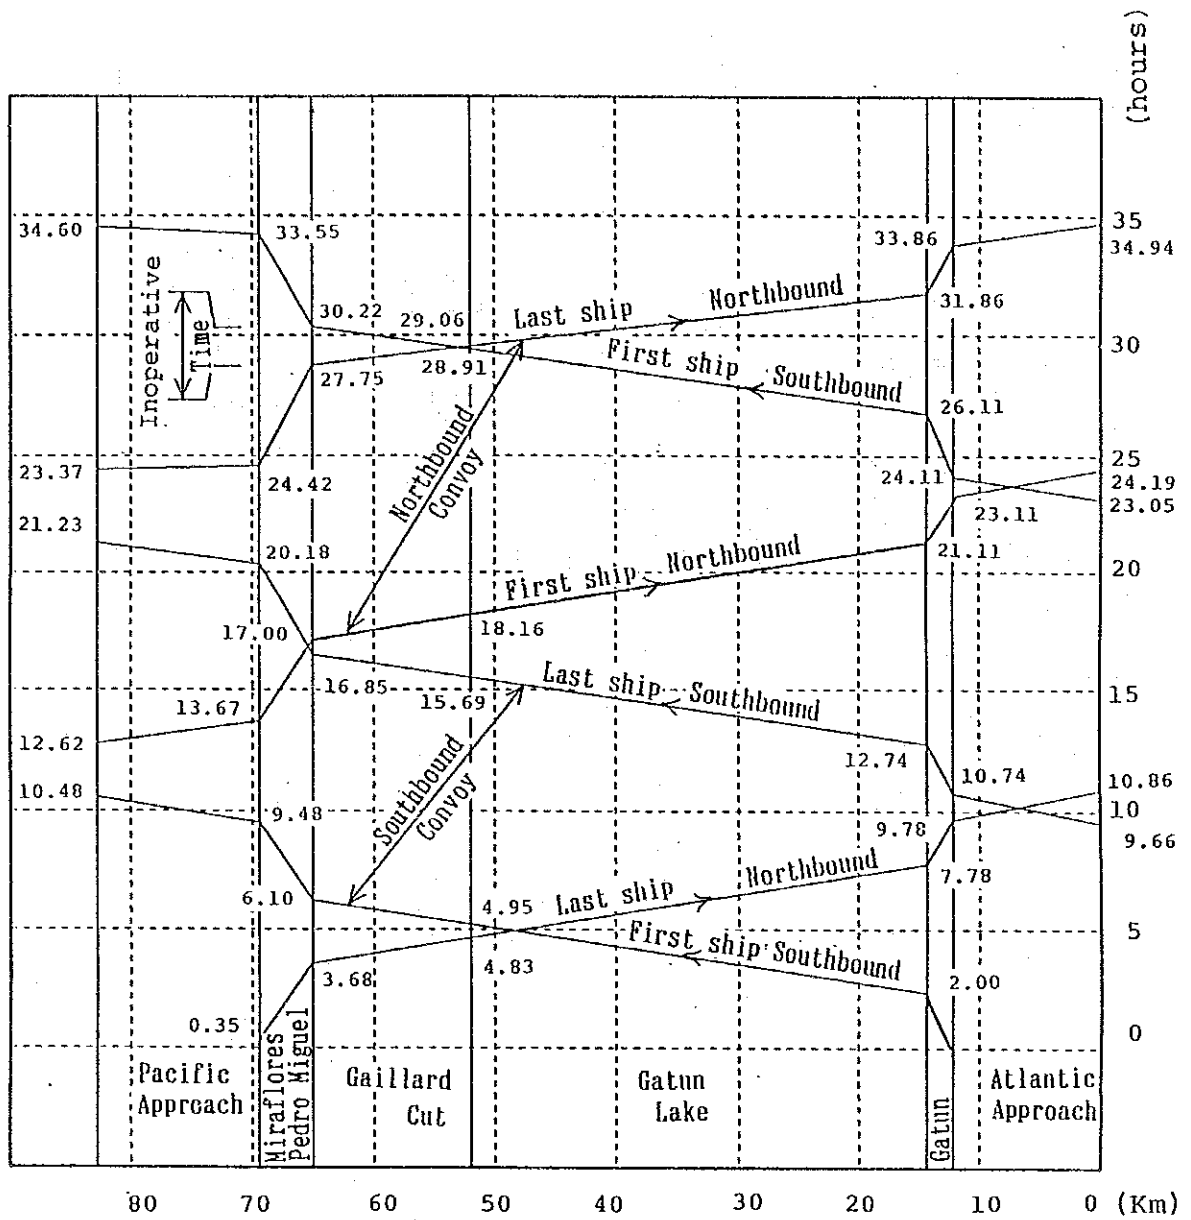 (hours)
35
34.60
33.55
33.86
34.94
Inoperative
Time
30.22
29.06
Last ship
Northbound
31.86
30
27.75
28.91
First ship
Southbound
26.11
Northbound
Convoy
25
23.37
24.42
24.11
24.19
23.11
23.05
21.23
20.18
21.11
20
First ship
Northbound
17.00
18.16
16.85
15.69
Last ship
Southbound
15
13.67
12.62
12.74
10.48
9.48
10.74
10.86
10
9.78
9.66
Southbound
Convoy
6.10
4.95
Last ship
Northbound
7.78
5
3.68
4.83
First ship
Southbound
2.00
0.35
0
Pacific
Approach
Miraflores
Pedro Miguel
Gaillard
Cut
Gatun
Lake
Gatun
Atlantic
Approach
80 70 60 50 40 30 20 10 0 (Km)